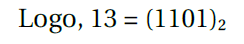 Logo, 13 = (1101)₂